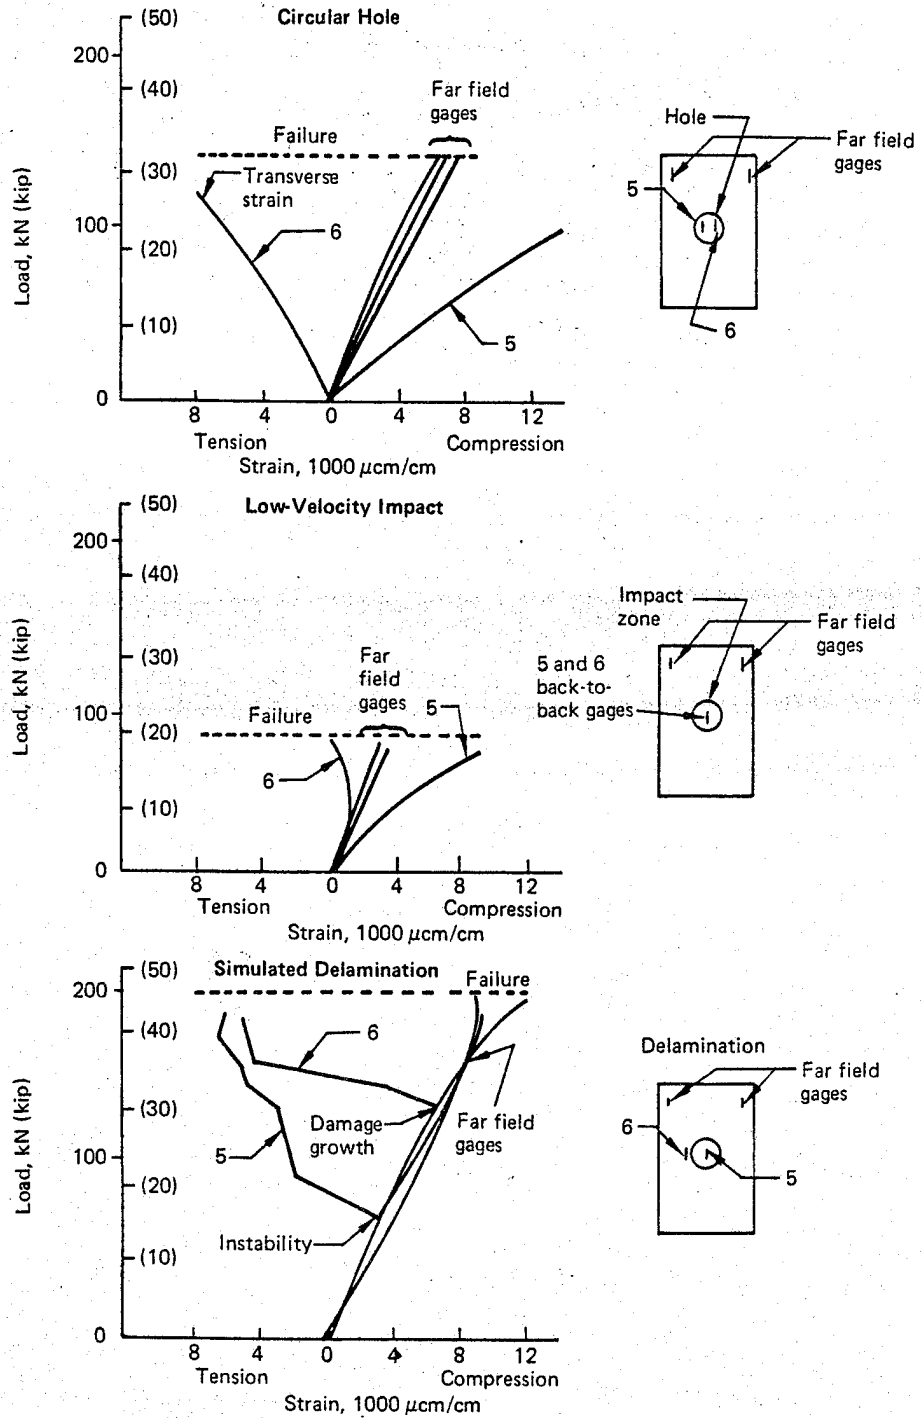 Circular Hole
(50)
200
(40)
Far field
gages
Hole
Failure
Far field
gages
(30)
Transverse
strain
5
6
100
(20)
Load, kN (kip)
(10)
5
6
0
8 4 0 4 8 12
Tension Compression
Strain, 1000 μcm/cm
(50)
Low-Velocity Impact
200
(40)
Impact
zone
Far field
gages
(30)
Far
field
gages
5 and 6
back-to-
back gages
5
100
Failure
(20)
6
Load, kN (kip)
(10)
0
8 4 0 4 8 12
Tension Compression
Strain, 1000 μcm/cm
(50)
Simulated Delamination
Failure
200
(40)
6
Delamination
Far field
gages
(30)
Damage
growth
Far field
gages
6
5
100
5
(20)
Load, kN (kip)
Instability
(10)
0
8 4 0 4 8 12
Tension Compression
Strain, 1000 μcm/cm